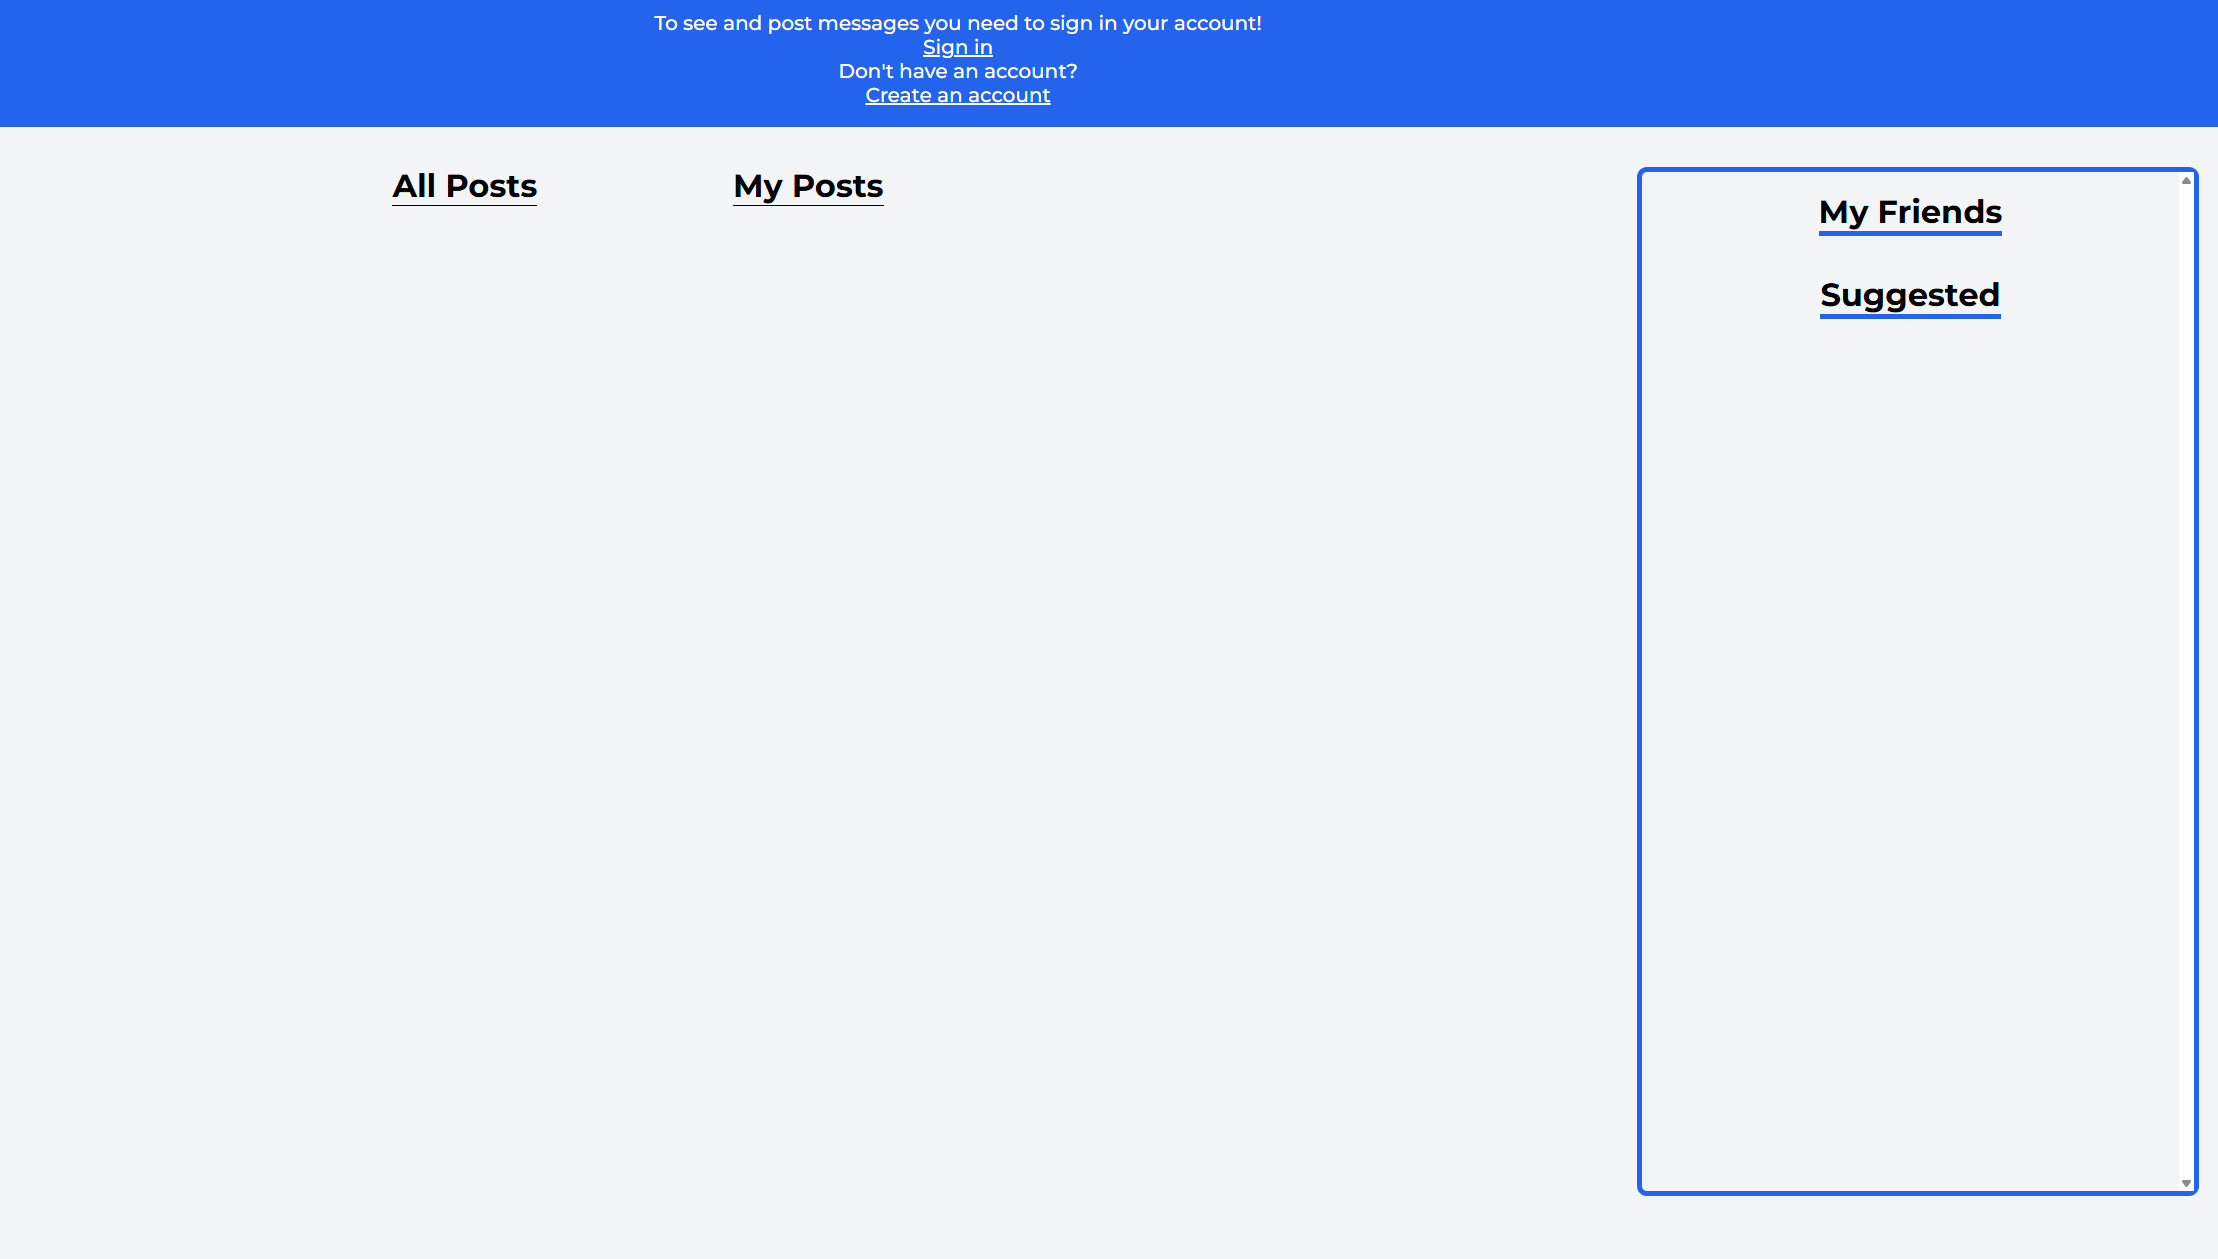 To see and post messages you need to sign in your account!
Sign in
Don't have an account?
Create an account
All Posts
My Posts
My Friends
Suggested